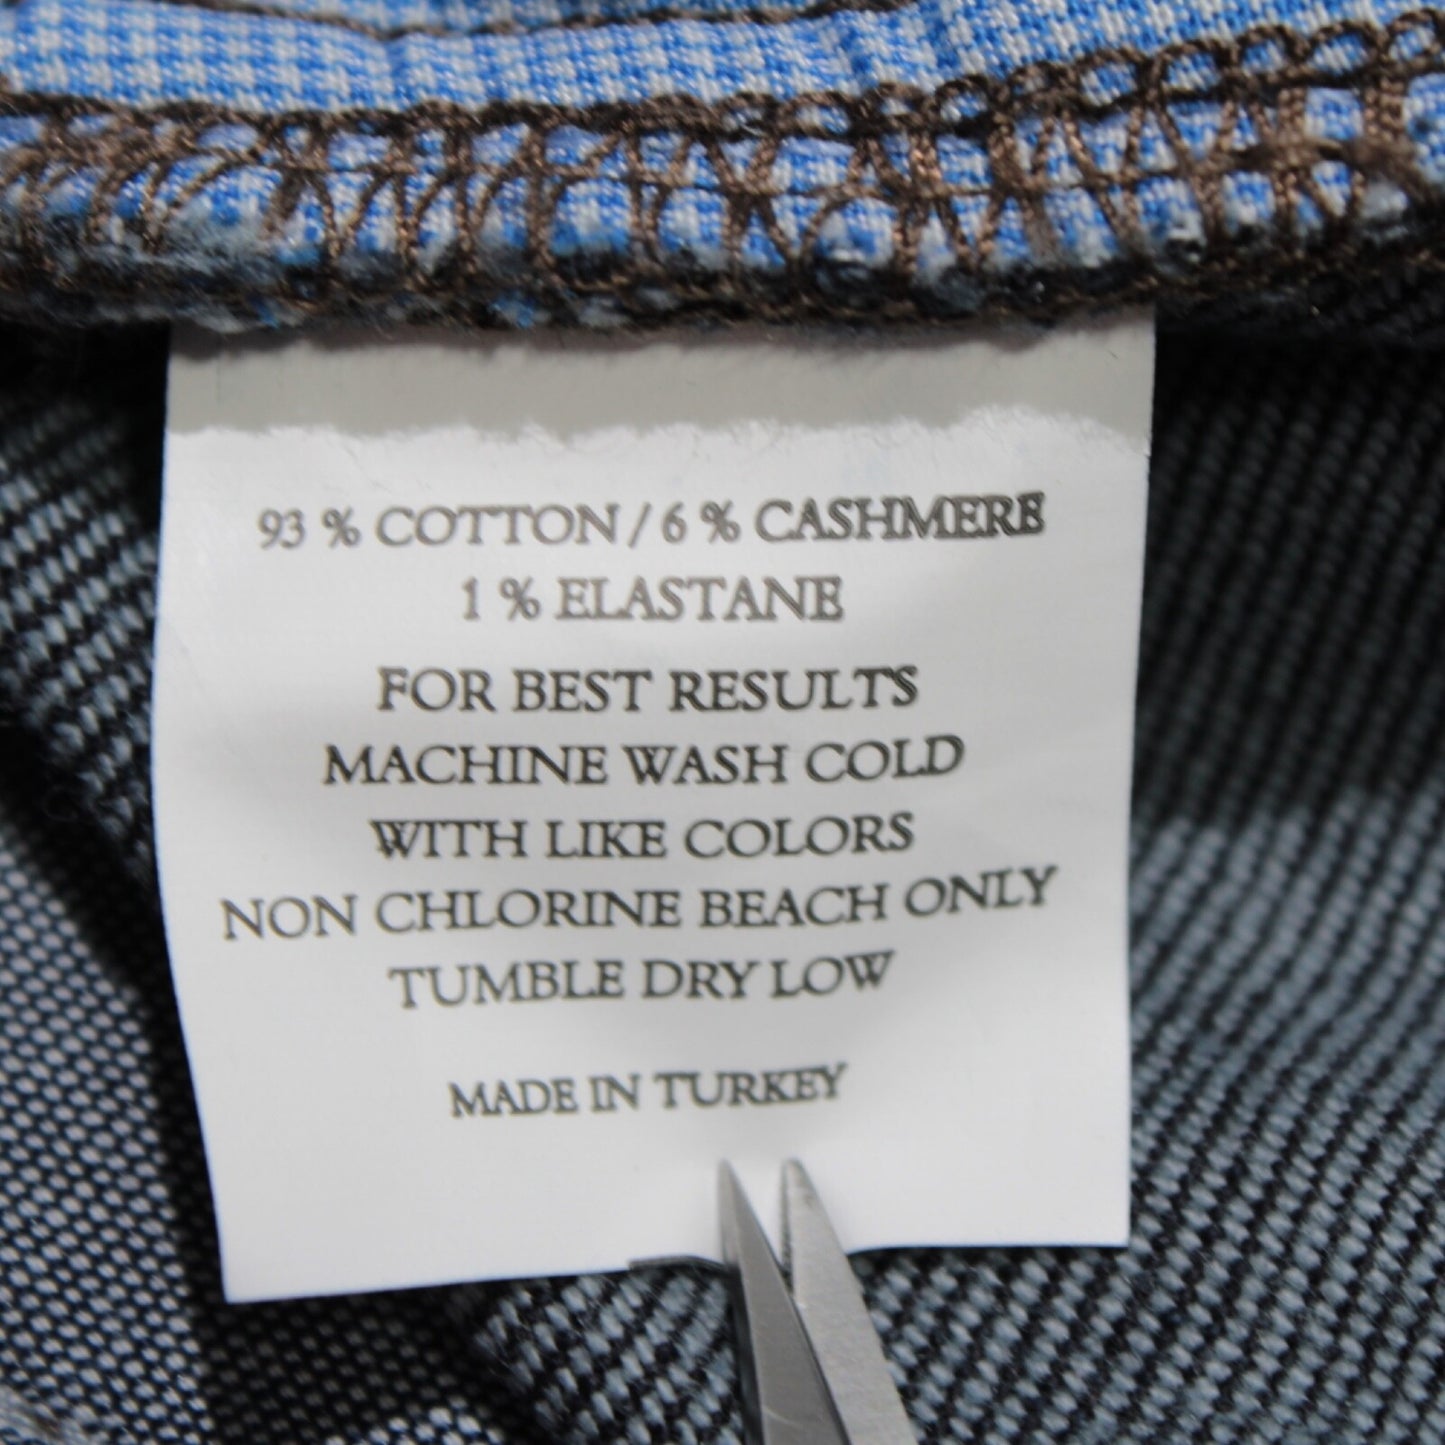 93 % COTTON / 6 % CASHMERE
1 % ELASTANE
FOR BEST RESULTS
MACHINE WASH COLD
WITH LIKE COLORS
NON CHLORINE BEACH ONLY
TUMBLE DRY LOW
MADE IN TURKEY